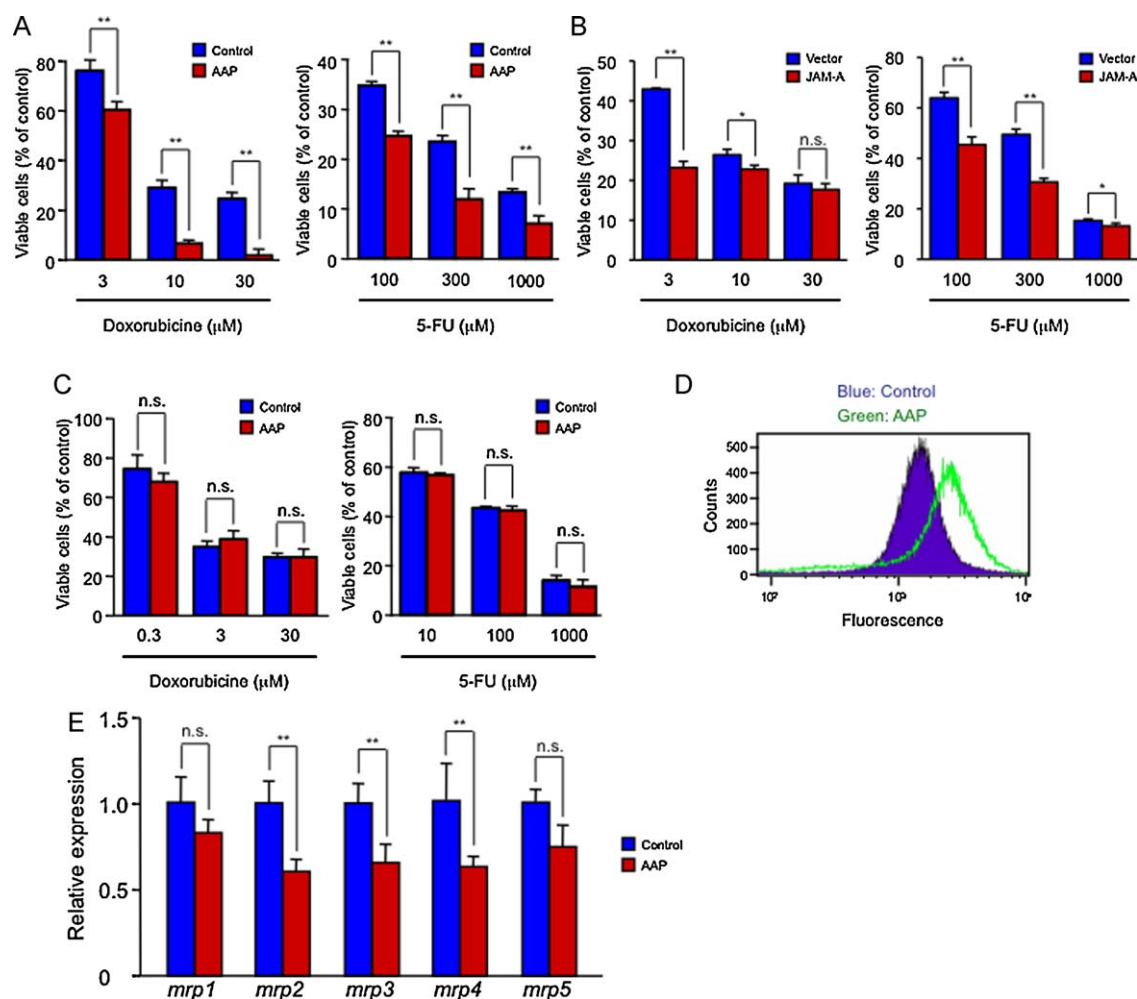 A
Viable cells (% of control)
80
60
40
20
0
**
**
**
Control
AAP
3 10 30
Doxorubicine (μM)
Viable cells (% of control)
40
30
20
10
0
**
**
**
Control
AAP
100 300 1000
5-FU (μM)
B
Viable cells (% of control)
50
40
30
20
10
0
**
*
n.s.
Vector
JAM-A
3 10 30
Doxorubicine (μM)
Viable cells (% of control)
80
60
40
20
0
**
**
*
Vector
JAM-A
100 300 1000
5-FU (μM)
C
Viable cells (% of control)
100
80
60
40
20
0
n.s.
n.s.
n.s.
Control
AAP
0.3 3 30
Doxorubicine (μM)
Viable cells (% of control)
80
60
40
20
0
n.s.
n.s.
n.s.
Control
AAP
10 100 1000
5-FU (μM)
D
Blue: Control
Green: AAP
Counts
500
400
300
200
100
0
10² 10³ 10⁴
Fluorescence
E
Relative expression
1.5
1.0
0.5
0
n.s.
**
**
**
n.s.
Control
AAP
mrp1 mrp2 mrp3 mrp4 mrp5